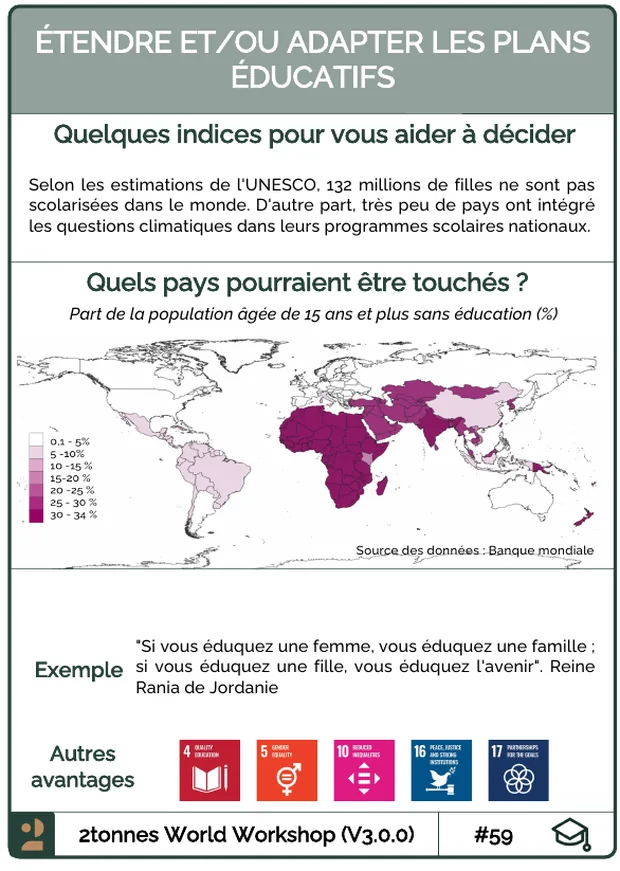 ÉTENDRE ET/OU ADAPTER LES PLANS
ÉDUCATIFS
Quelques indices pour vous aider à décider
Selon les estimations de l'UNESCO, 132 millions de filles ne sont pas
scolarisées dans le monde. D'autre part, très peu de pays ont intégré
les questions climatiques dans leurs programmes scolaires nationaux.
Quels pays pourraient être touchés ?
Part de la population âgée de 15 ans et plus sans éducation (%)
0,1 - 5%
5 -10%
10 -15 %
15-20 %
20 -25 %
25 - 30 %
30 - 34 %
Source des données : Banque mondiale
Exemple
"Si vous éduquez une femme, vous éduquez une famille ;
si vous éduquez une fille, vous éduquez l'avenir". Reine
Rania de Jordanie
Autres
avantages
4 QUALITY
EDUCATION
5 GENDER
EQUALITY
10 REDUCED
INEQUALITIES
16 PEACE, JUSTICE
AND STRONG
INSTITUTIONS
17 PARTNERSHIPS
FOR THE GOALS
2tonnes World Workshop (V3.0.0)
#59